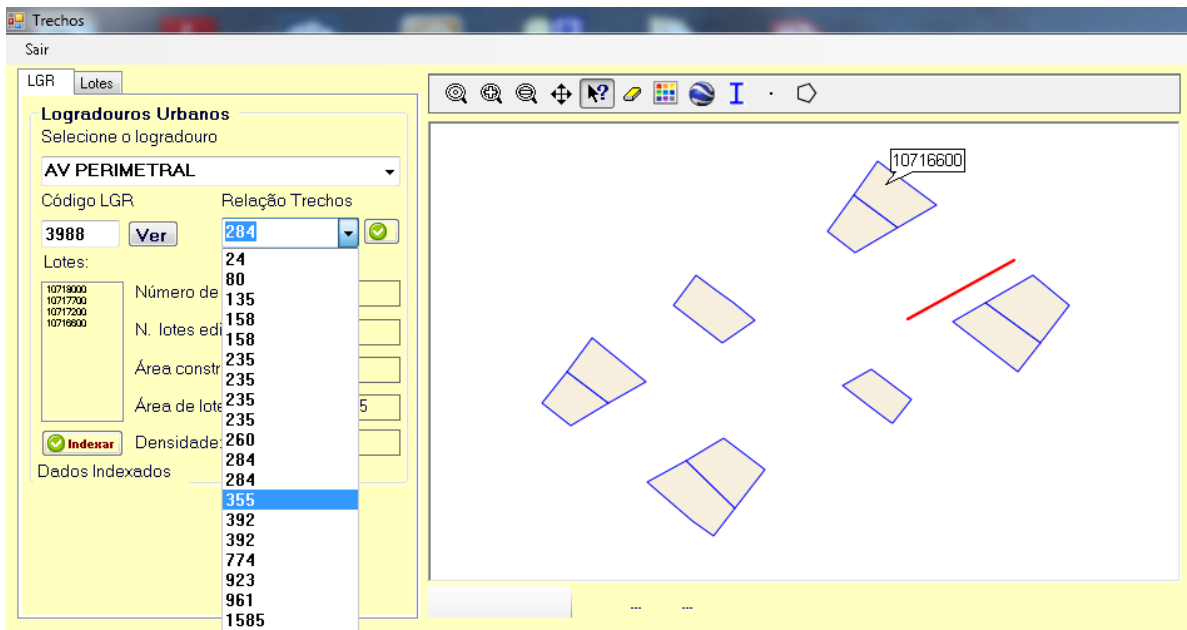 Trechos
Sair
LGR Lotes
Logradouros Urbanos
Selecione o logradouro
AV PERIMETRAL
Código LGR Relação Trechos
3988 Ver 284
Lotes:
10718000
10717700
10717200
10716600
Número de
N. lotes edi
Área constr
Área de lote 5
Indexar Densidade:
Dados Indexados
24
80
135
158
158
235
235
235
235
260
284
284
355
392
392
774
923
961
1585
10716600
... ...